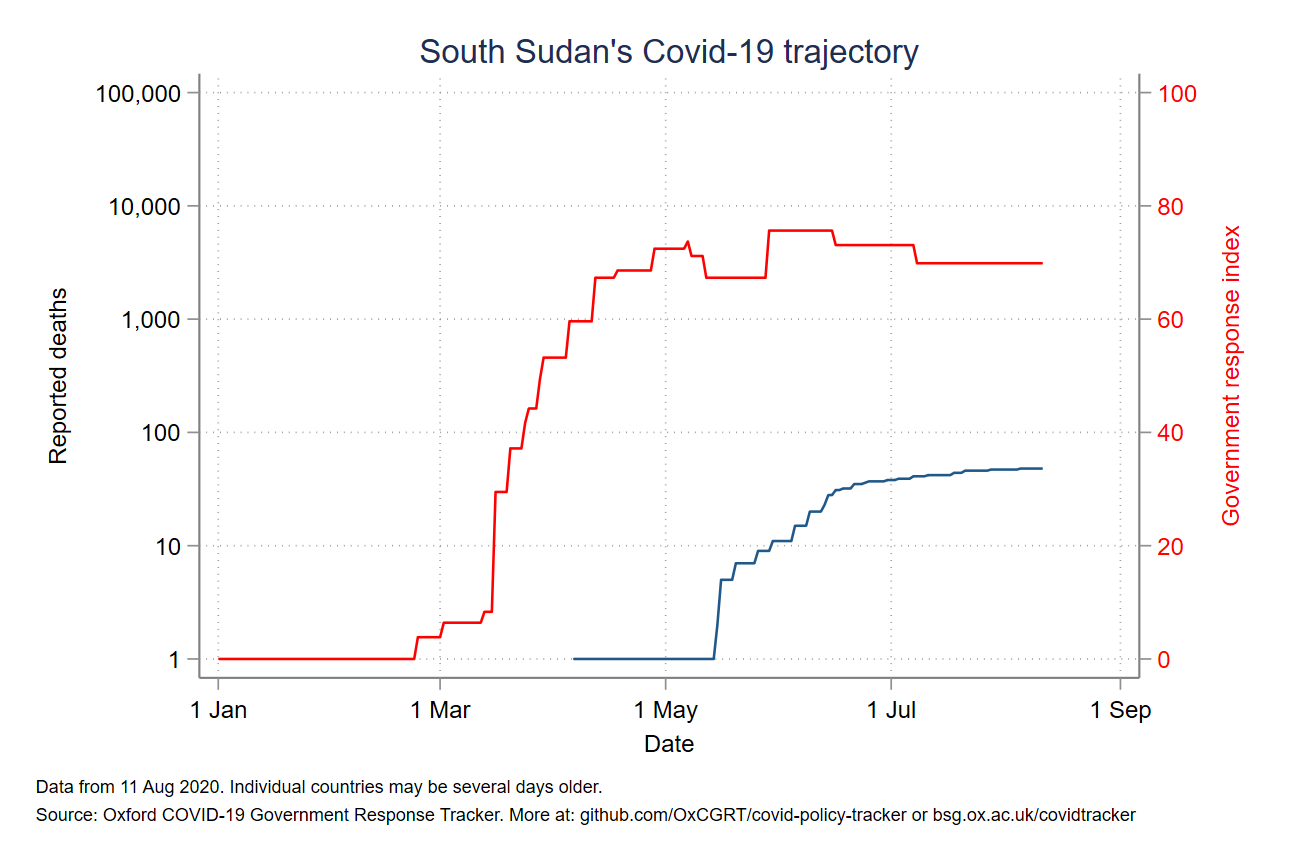 South Sudan's Covid-19 trajectory
100,000
10,000
1,000
100
10
1
Reported deaths
100
80
60
40
20
0
Government response index
1 Jan
1 Mar
1 May
1 Jul
1 Sep
Date
Data from 11 Aug 2020. Individual countries may be several days older.
Source: Oxford COVID-19 Government Response Tracker. More at: github.com/OxCGRT/covid-policy-tracker or bsg.ox.ac.uk/covidtracker